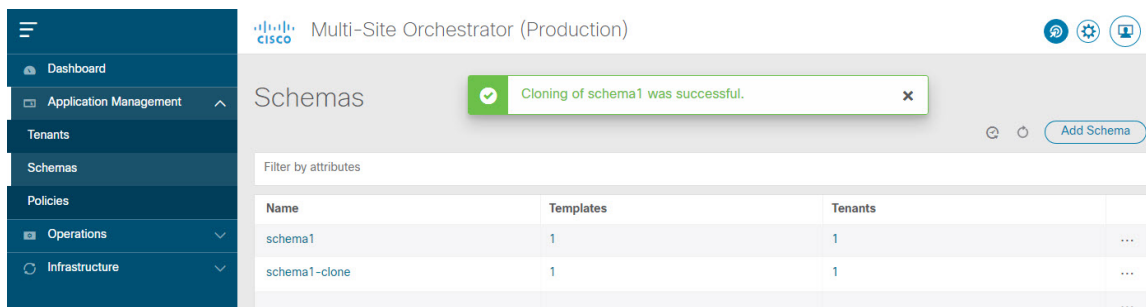 CISCO Multi-Site Orchestrator (Production)
Dashboard
Application Management
Tenants
Schemas
Policies
Operations
Infrastructure
Schemas
Cloning of schema1 was successful.
Add Schema
Filter by attributes
Name Templates Tenants
schema1 1 1 ...
schema1-clone 1 1 ...